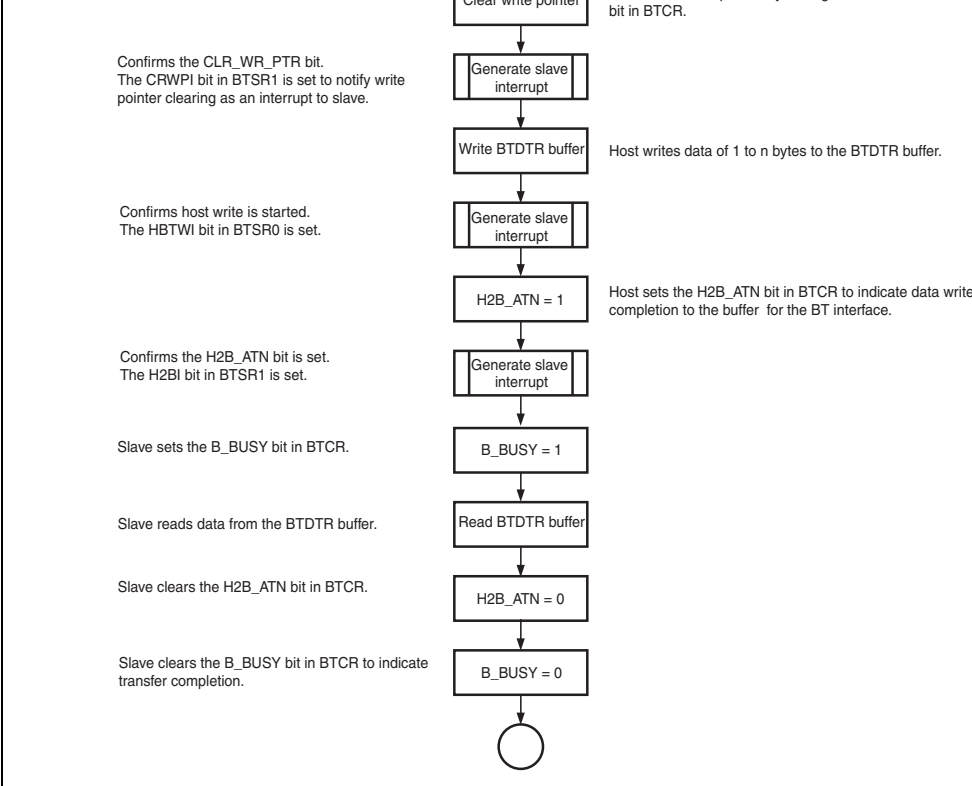 Clear write pointer
bit in BTCR.
Confirms the CLR_WR_PTR bit.
The CRWPI bit in BTSR1 is set to notify write
pointer clearing as an interrupt to slave.
Generate slave
interrupt
Write BTDTR buffer
Host writes data of 1 to n bytes to the BTDTR buffer.
Confirms host write is started.
The HBTWI bit in BTSR0 is set.
Generate slave
interrupt
H2B_ATN = 1
Host sets the H2B_ATN bit in BTCR to indicate data write
completion to the buffer for the BT interface.
Confirms the H2B_ATN bit is set.
The H2BI bit in BTSR1 is set.
Generate slave
interrupt
Slave sets the B_BUSY bit in BTCR.
B_BUSY = 1
Slave reads data from the BTDTR buffer.
Read BTDTR buffer
Slave clears the H2B_ATN bit in BTCR.
H2B_ATN = 0
Slave clears the B_BUSY bit in BTCR to indicate
transfer completion.
B_BUSY = 0